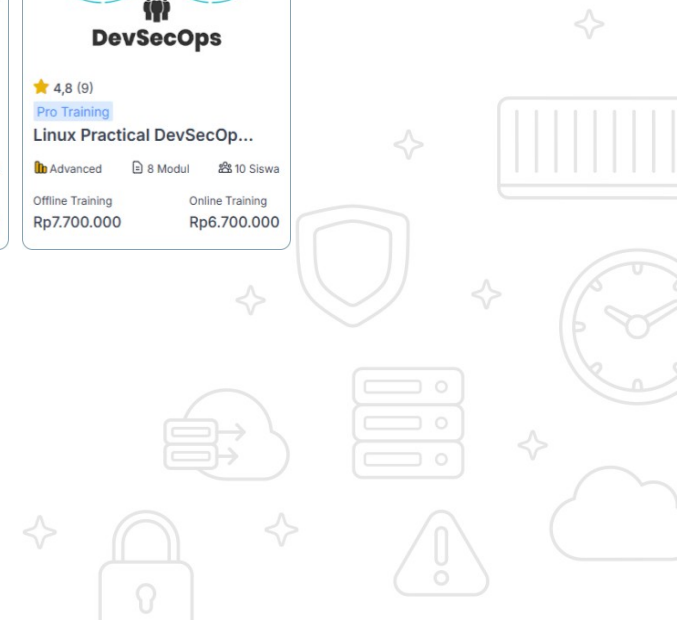 DevSecOps
4,8 (9)
Pro Training
Linux Practical DevSecOp...
Advanced 8 Modul 10 Siswa
Offline Training Online Training
Rp7.700.000 Rp6.700.000